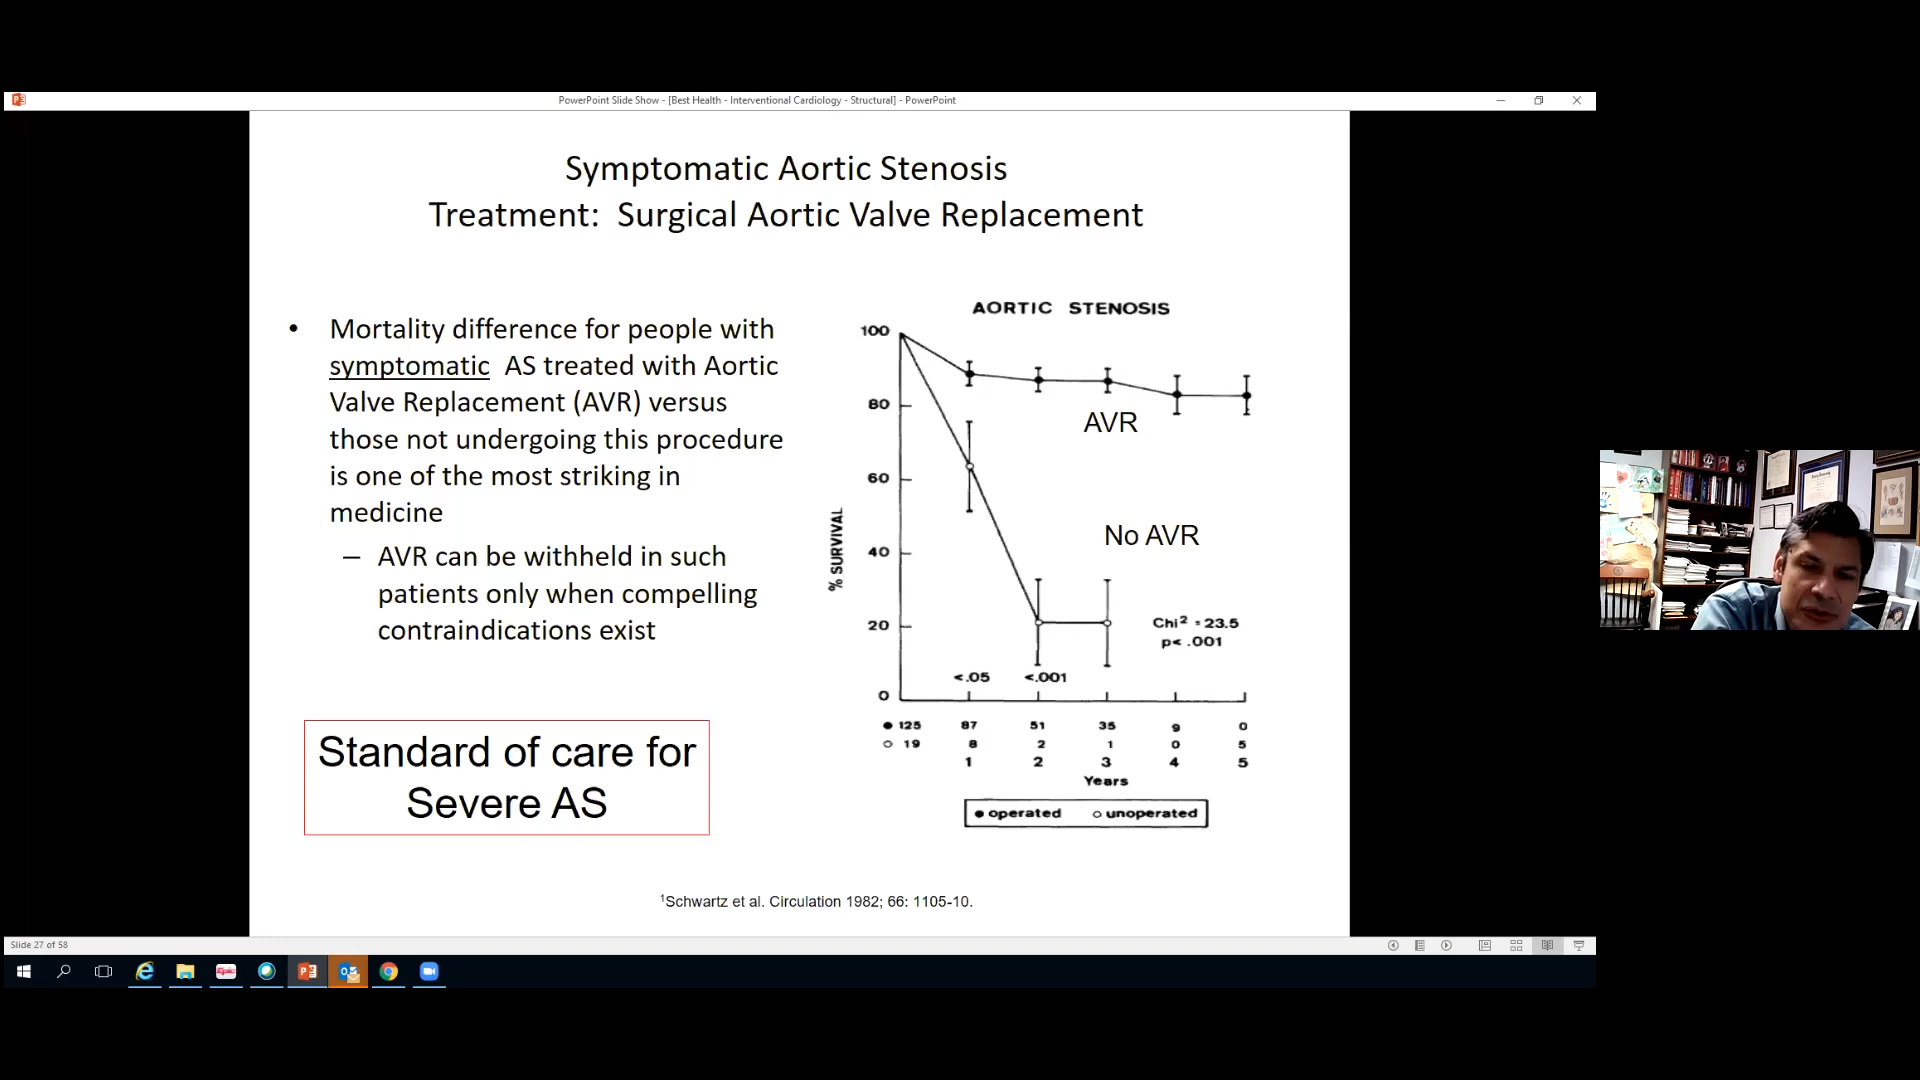 PowerPoint Slide Show - [Best Health - Interventional Cardiology - Structural] - PowerPoint
Symptomatic Aortic Stenosis
Treatment: Surgical Aortic Valve Replacement
• Mortality difference for people with
symptomatic AS treated with Aortic
Valve Replacement (AVR) versus
those not undergoing this procedure
is one of the most striking in
medicine
– AVR can be withheld in such
patients only when compelling
contraindications exist
Standard of care for
Severe AS
AORTIC STENOSIS
100
80
60
40
20
0
% SURVIVAL
AVR
No AVR
Chi² = 23.5
p< .001
<.05 <.001
● 125 87 51 35 9 0
○ 19 8 2 1 0 5
1 2 3 4 5
Years
● operated ○ unoperated
¹Schwartz et al. Circulation 1982; 66: 1105-10.
Slide 27 of 58
Epic